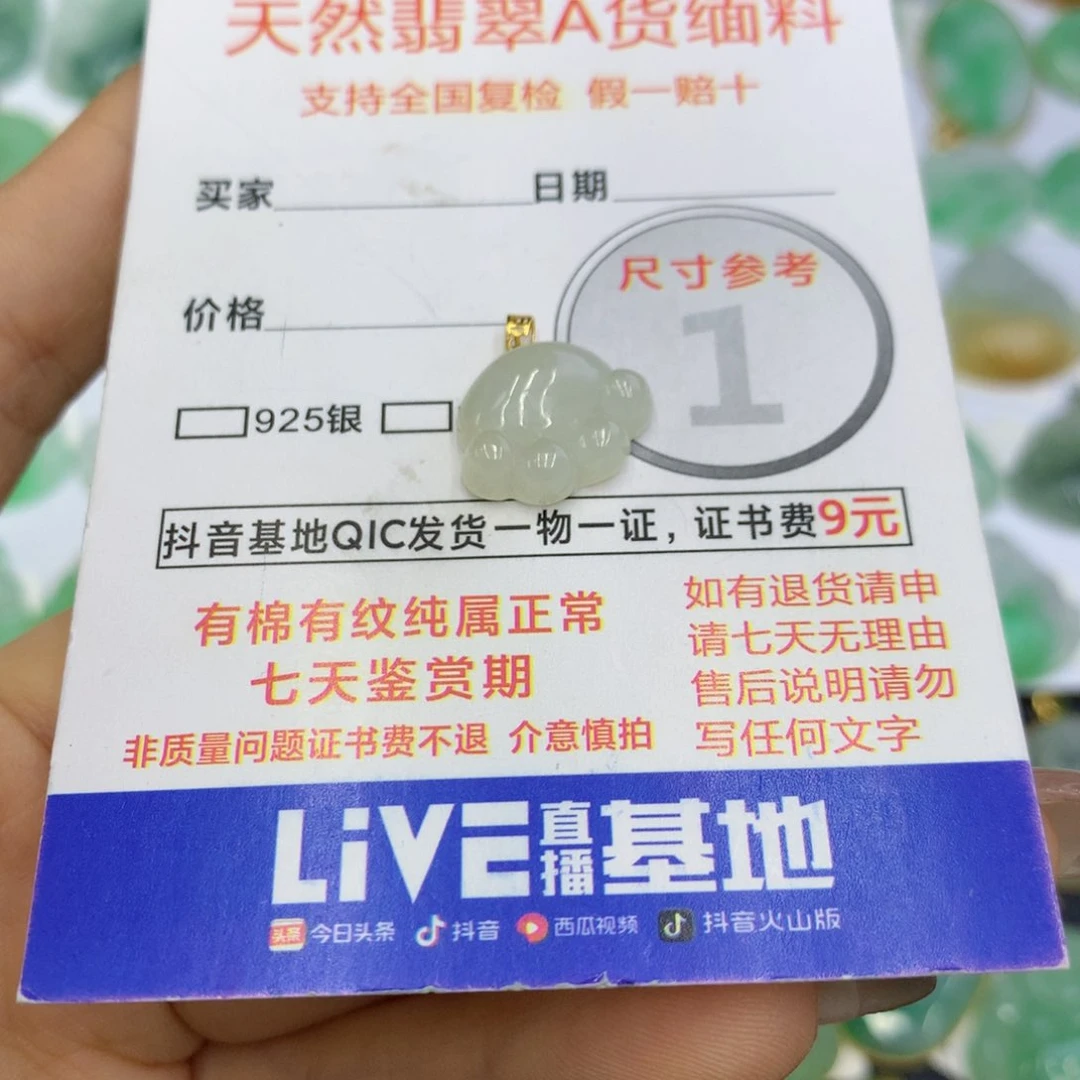 天然翡翠A货缅料
支持全国复检 假一赔十
买家 日期
尺寸参考
1
价格
925银
抖音基地QIC发货一物一证，证书费9元
有棉有纹纯属正常
七天鉴赏期
非质量问题证书费不退 介意慎拍
如有退货请申
请七天无理由
售后说明请勿
写任何文字
LiVE直播基地
头条 今日头条 抖音 西瓜视频 抖音火山版